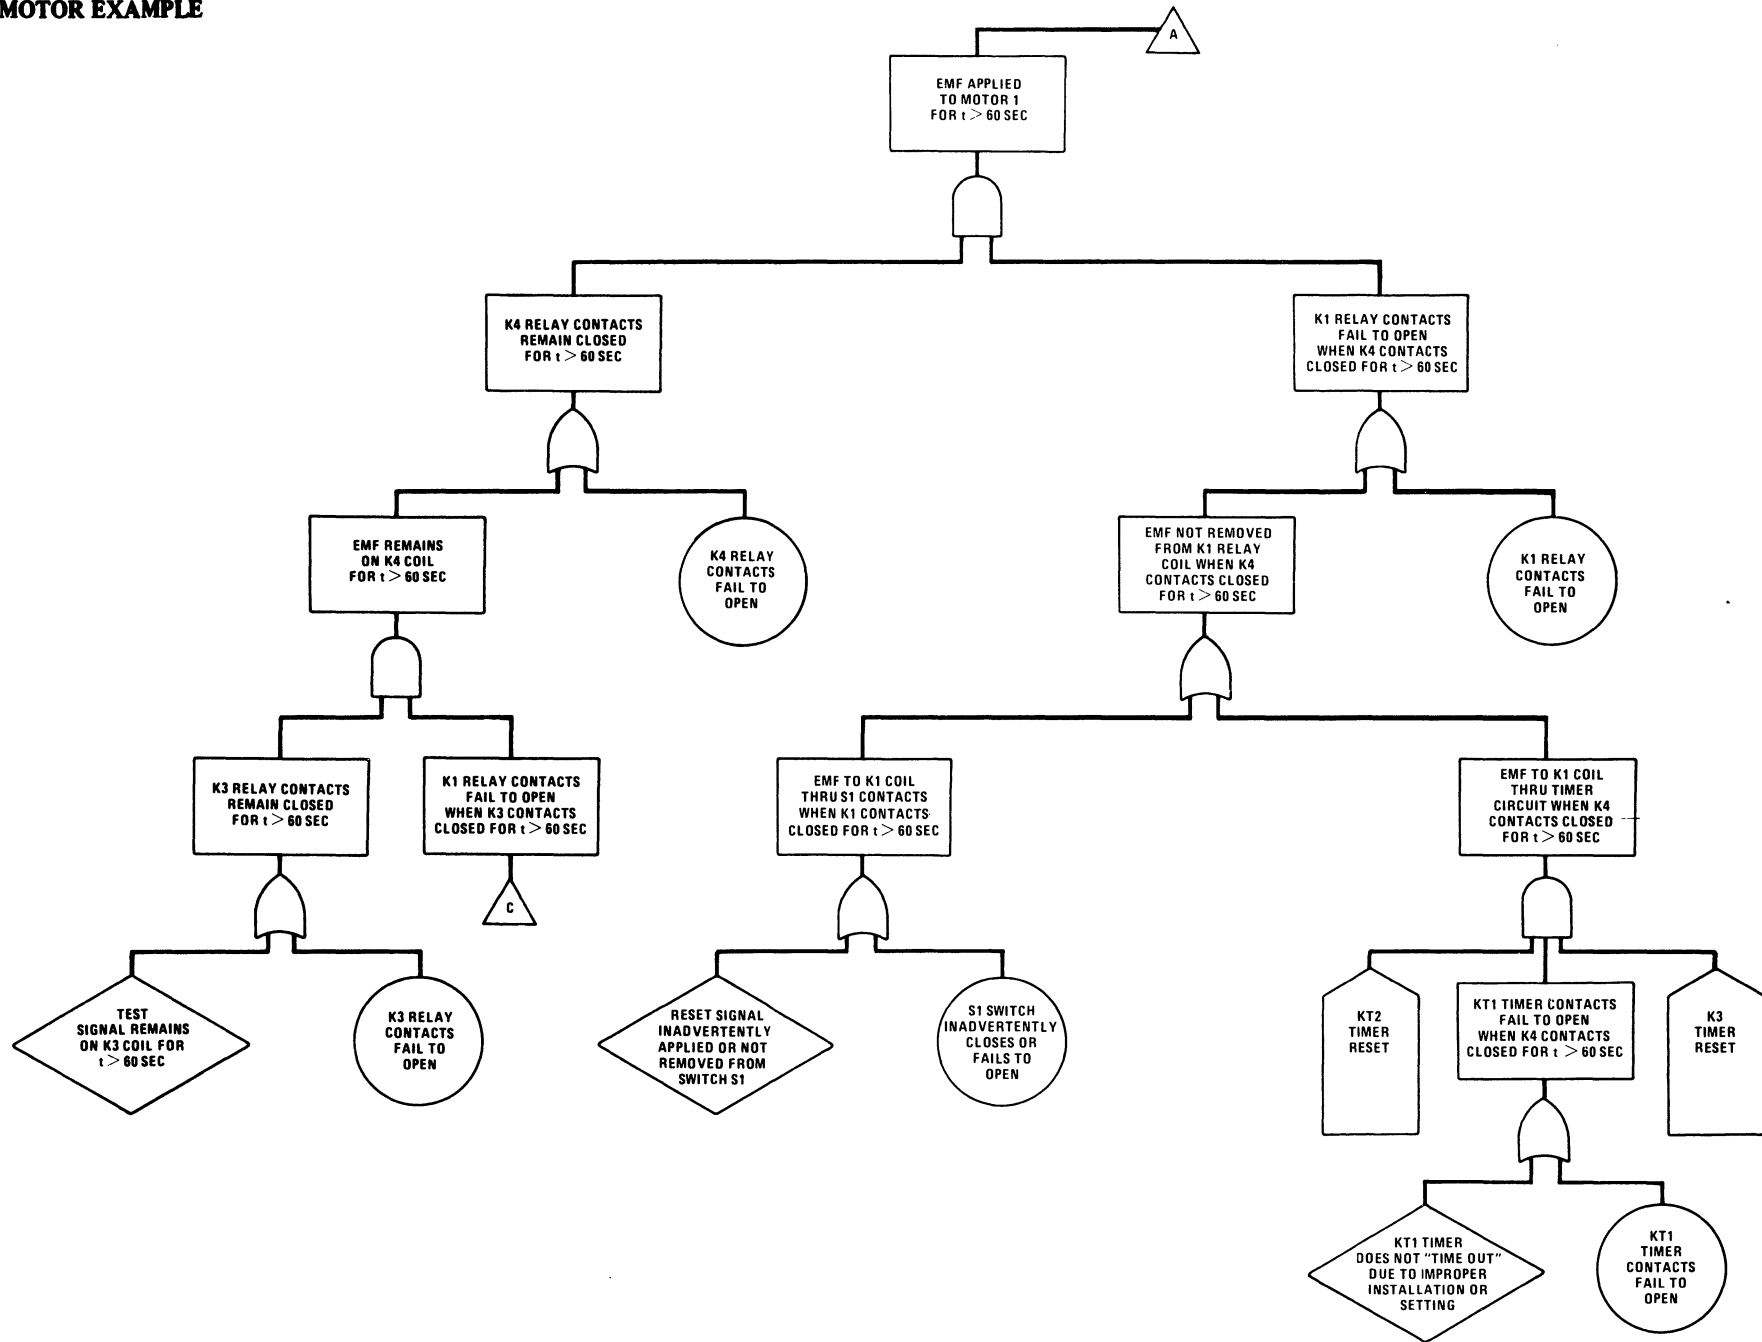 MOTOR EXAMPLE
A
EMF APPLIED
TO MOTOR 1
FOR t > 60 SEC
K4 RELAY CONTACTS
REMAIN CLOSED
FOR t > 60 SEC
K1 RELAY CONTACTS
FAIL TO OPEN
WHEN K4 CONTACTS
CLOSED FOR t > 60 SEC
EMF REMAINS
ON K4 COIL
FOR t > 60 SEC
K4 RELAY
CONTACTS
FAIL TO
OPEN
EMF NOT REMOVED
FROM K1 RELAY
COIL WHEN K4
CONTACTS CLOSED
FOR t > 60 SEC
K1 RELAY
CONTACTS
FAIL TO
OPEN
K3 RELAY CONTACTS
REMAIN CLOSED
FOR t > 60 SEC
K1 RELAY CONTACTS
FAIL TO OPEN
WHEN K3 CONTACTS
CLOSED FOR t > 60 SEC
C
EMF TO K1 COIL
THRU S1 CONTACTS
WHEN K1 CONTACTS
CLOSED FOR t > 60 SEC
EMF TO K1 COIL
THRU TIMER
CIRCUIT WHEN K4
CONTACTS CLOSED
FOR t > 60 SEC
TEST
SIGNAL REMAINS
ON K3 COIL FOR
t > 60 SEC
K3 RELAY
CONTACTS
FAIL TO
OPEN
RESET SIGNAL
INADVERTENTLY
APPLIED OR NOT
REMOVED FROM
SWITCH S1
S1 SWITCH
INADVERTENTLY
CLOSES OR
FAILS TO
OPEN
KT2
TIMER
RESET
KT1 TIMER CONTACTS
FAIL TO OPEN
WHEN K4 CONTACTS
CLOSED FOR t > 60 SEC
K3
TIMER
RESET
KT1 TIMER
DOES NOT "TIME OUT"
DUE TO IMPROPER
INSTALLATION OR
SETTING
KT1
TIMER
CONTACTS
FAIL TO
OPEN